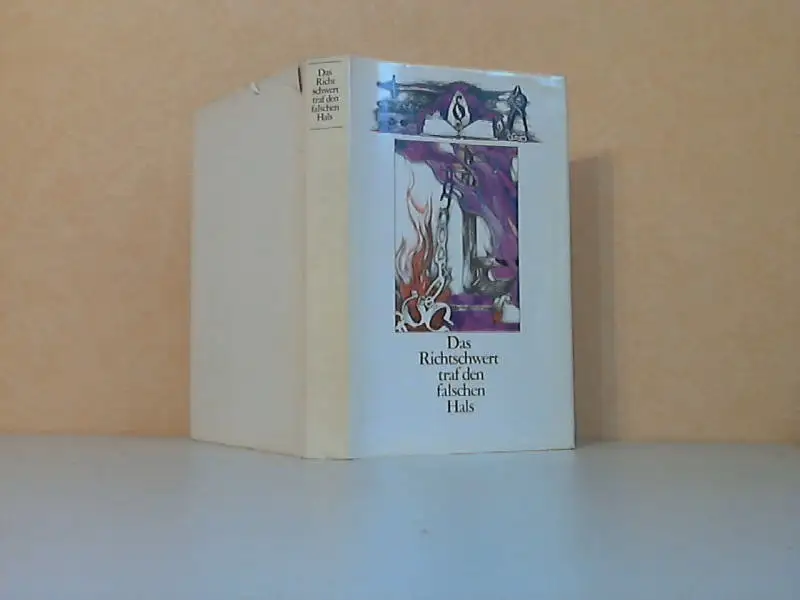 Das
Richt
schwert
traf den
falschen
Hals
§
Das
Richtschwert
traf den
falschen
Hals